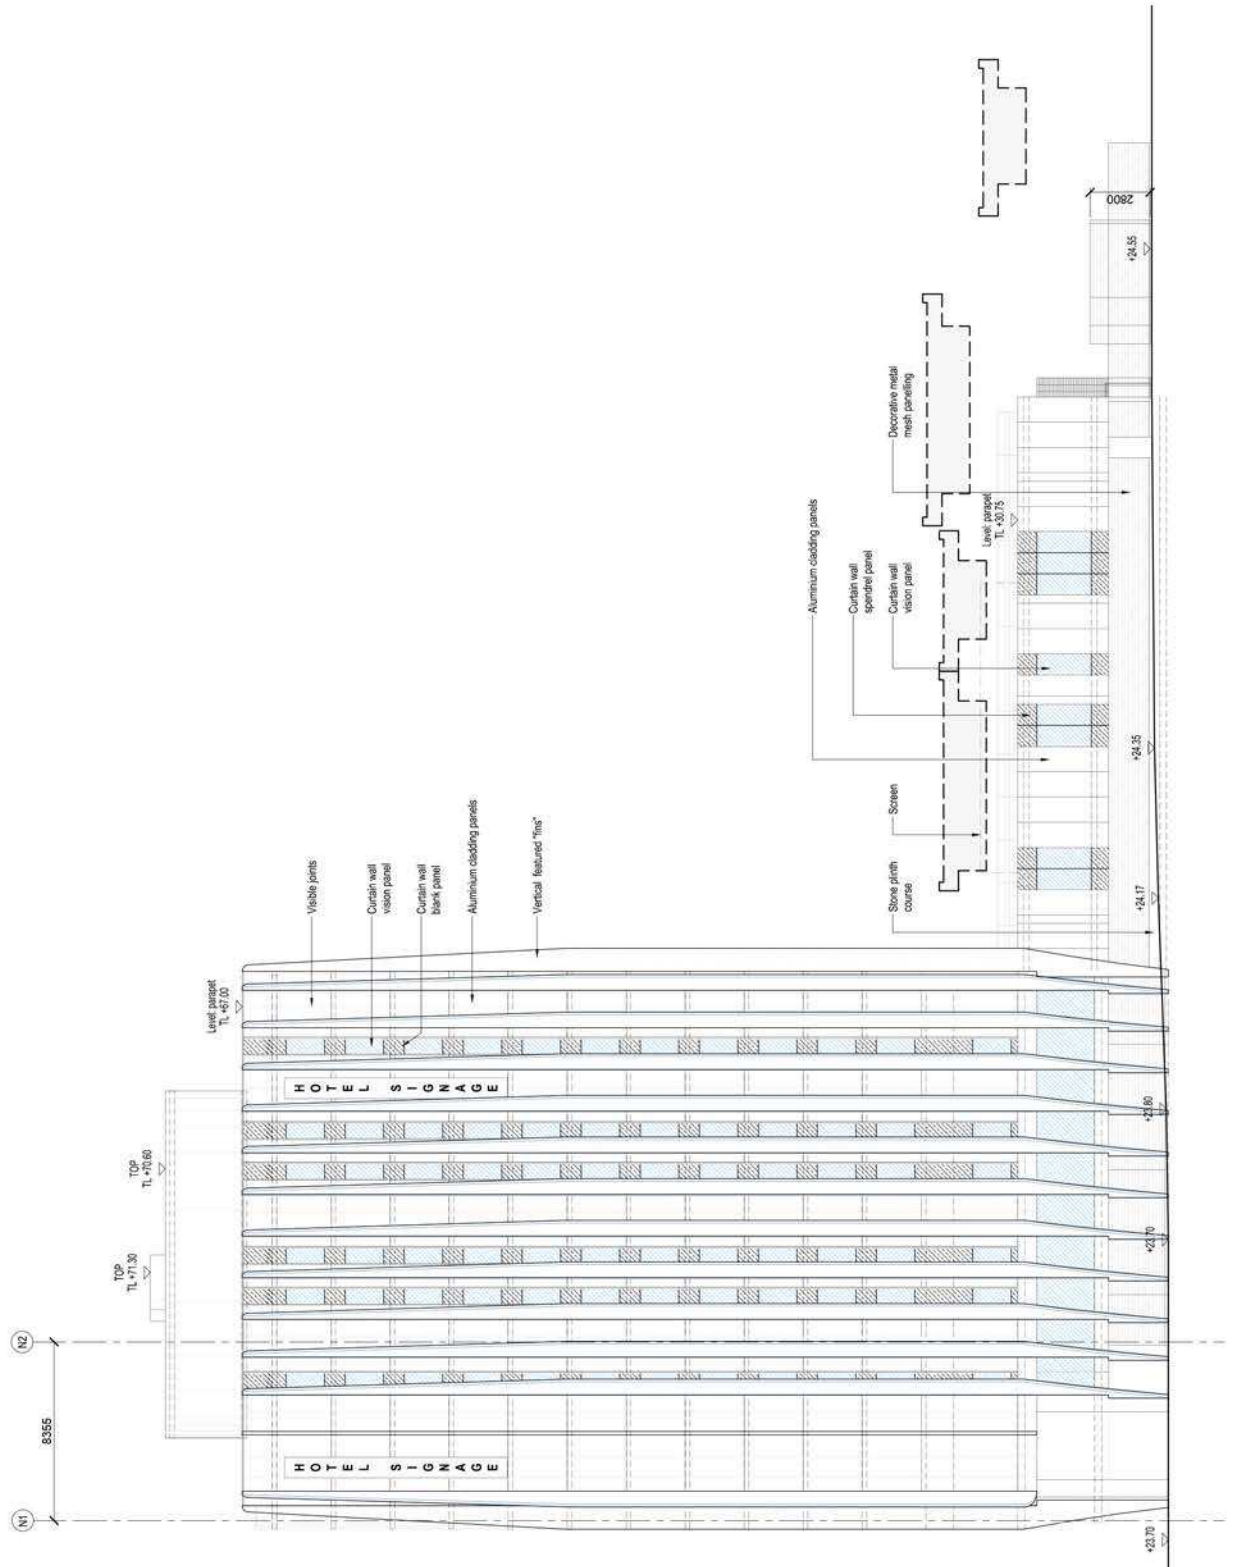 N1
8355
N2
TOP
TL +71.30
TOP
TL +70.60
Level: parapet
TL +67.00
HOTEL SIGNAGE
HOTEL SIGNAGE
Visible joints
Curtain wall
vision panel
Curtain wall
blank panel
Aluminium cladding panels
Vertical featured "fins"
Aluminium cladding panels
Curtain wall
spendrel panel
Curtain wall
vision panel
Decorative metal
mesh panelling
Screen
Stone plinth
course
Level: parapet
TL +30.75
2800
+23.70
+23.70
+23.80
+24.17
+24.35
+24.55